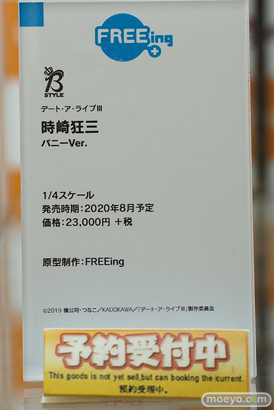 FREEing
B
STYLE
デート・ア・ライブⅢ
時崎狂三
バニーVer.
1/4スケール
発売時期：2020年8月予定
価格：23,000円 +税
原型制作：FREEing
©2019 橘公司・つなこ／KADOKAWA／「デート・ア・ライブⅢ」製作委員会
予約受付中
This goods is not yet sell,but can booking the current.
予約受付中。
moeyo.com